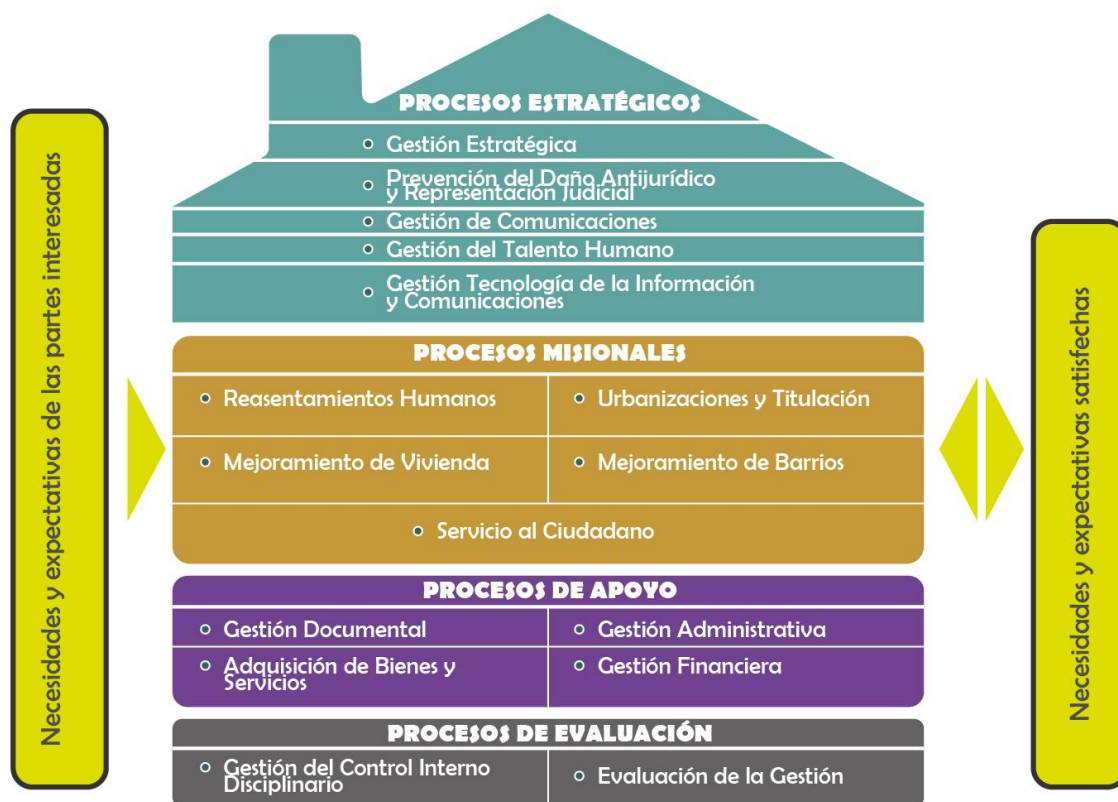 Necesidades y expectativas de las partes interesadas
PROCESOS ESTRATÉGICOS
Gestión Estratégica
Prevención del Daño Antijurídico
y Representación Judicial
Gestión de Comunicaciones
Gestión del Talento Humano
Gestión Tecnología de la Información
y Comunicaciones
PROCESOS MISIONALES
Reasentamientos Humanos
Urbanizaciones y Titulación
Mejoramiento de Vivienda
Mejoramiento de Barrios
Servicio al Ciudadano
PROCESOS DE APOYO
Gestión Documental
Gestión Administrativa
Adquisición de Bienes y
Servicios
Gestión Financiera
PROCESOS DE EVALUACIÓN
Gestión del Control Interno
Disciplinario
Evaluación de la Gestión
Necesidades y expectativas satisfechas